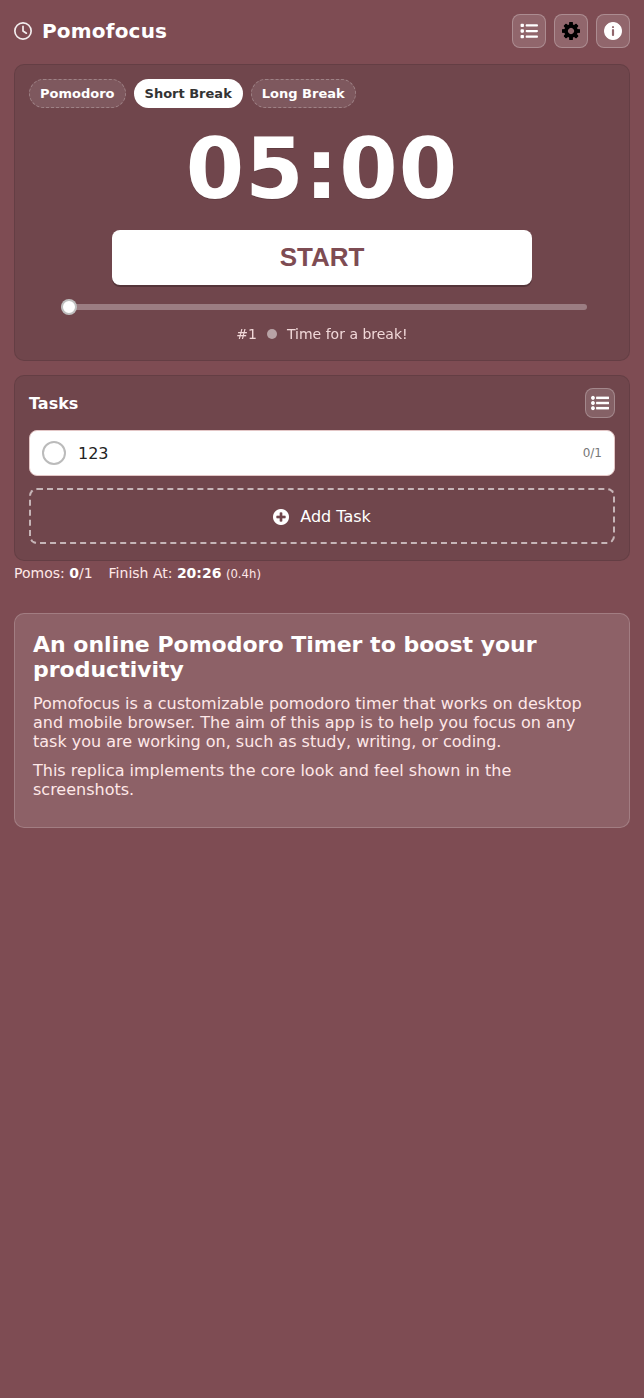 Pomofocus
Pomodoro Short Break Long Break
05:00
START
#1 Time for a break!
Tasks
123 0/1
Add Task
Pomos: 0/1 Finish At: 20:26 (0.4h)
An online Pomodoro Timer to boost your
productivity
Pomofocus is a customizable pomodoro timer that works on desktop
and mobile browser. The aim of this app is to help you focus on any
task you are working on, such as study, writing, or coding.
This replica implements the core look and feel shown in the
screenshots.